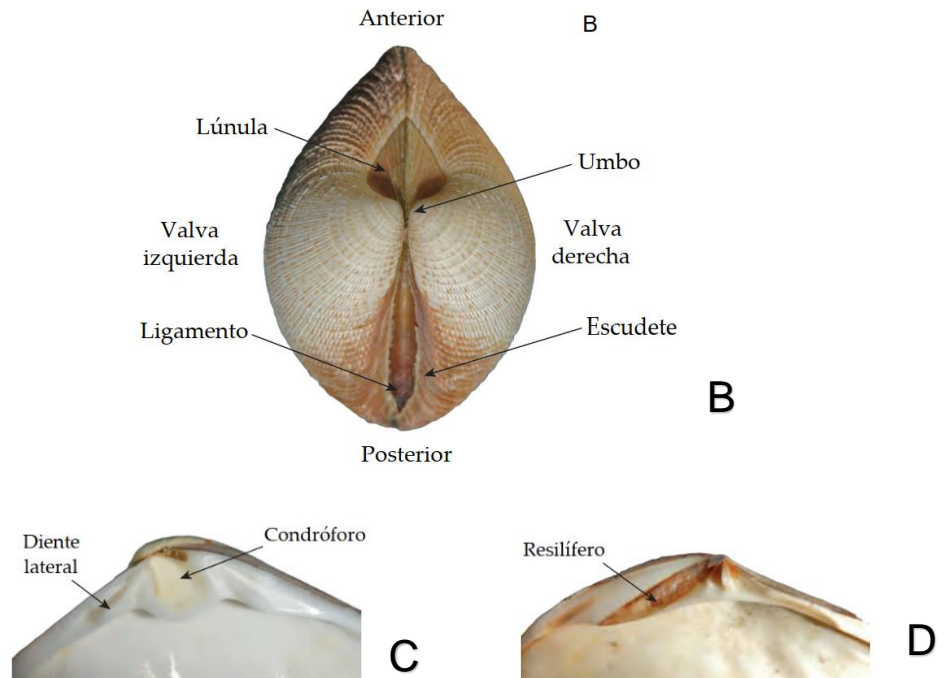 Anterior
B
Lúnula
Umbo
Valva
izquierda
Valva
derecha
Ligamento
Escudete
B
Posterior
Diente
lateral
Condróforo
C
Resilífero
D